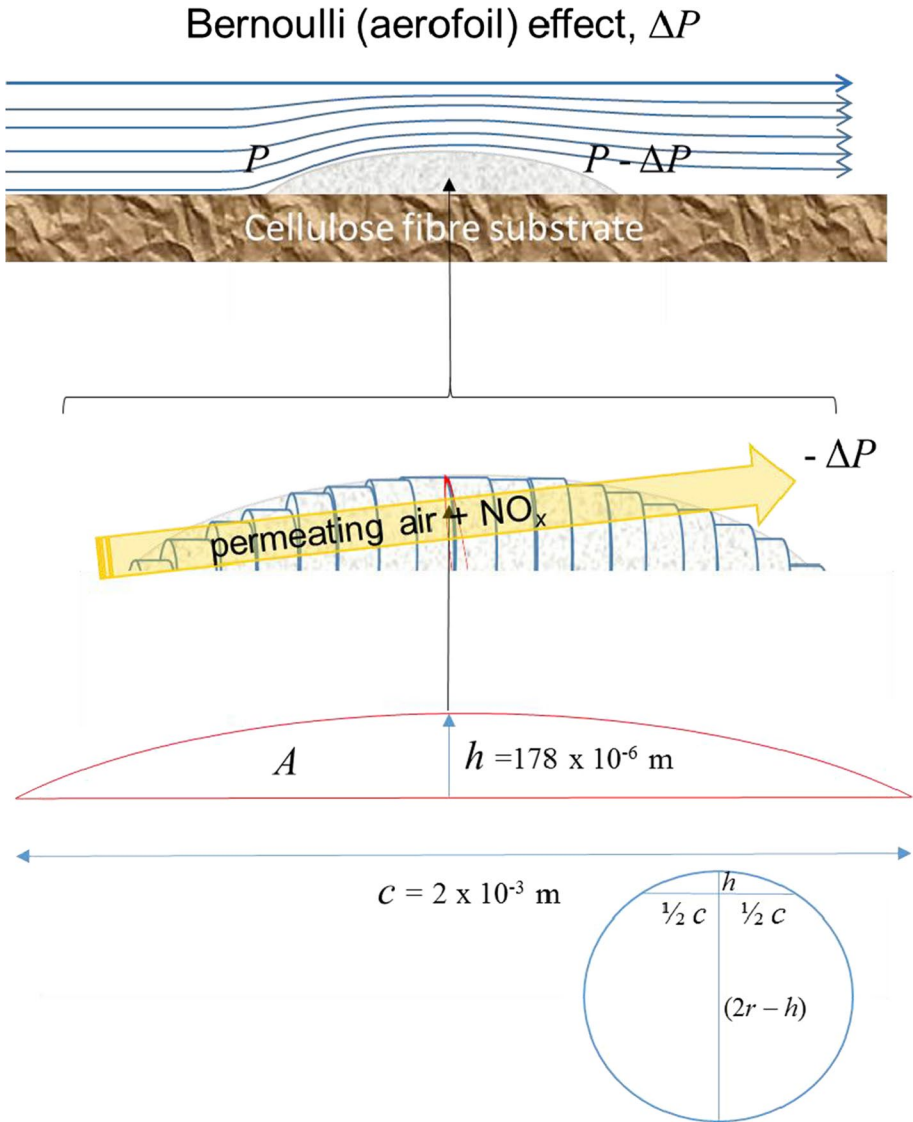 Bernoulli (aerofoil) effect, ΔP
P
P - ΔP
Cellulose fibre substrate
- ΔP
permeating air + NOx
A
h =178 x 10-6 m
c = 2 x 10-3 m
h
½ c
½ c
(2r – h)